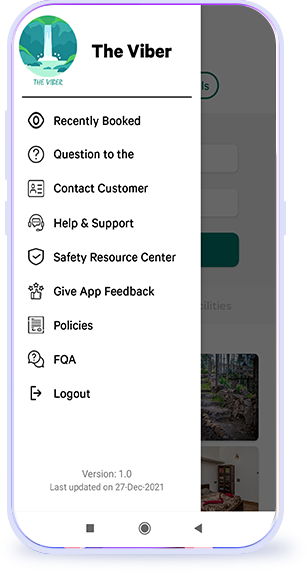 The Viber
THE VIBER
Recently Booked
Question to the
Contact Customer
Help & Support
Safety Resource Center
Give App Feedback
Policies
FQA
Logout
Version: 1.0
Last updated on 27-Dec-2021